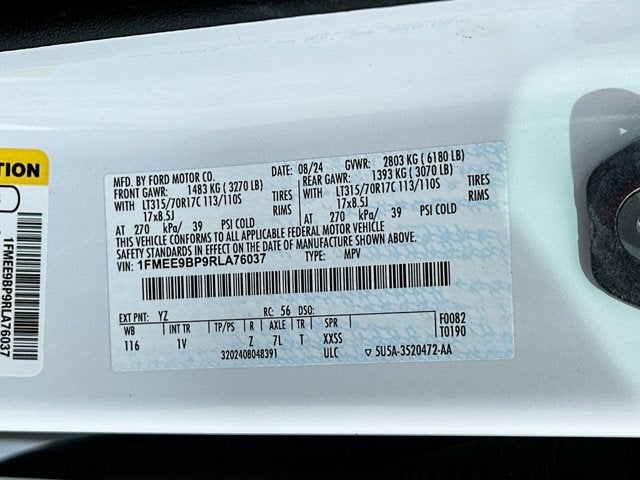 TION
1FMEE9BP9RLA76037
MFD. BY FORD MOTOR CO. 08/24 GVWR: 2803 KG ( 6180 LB)
FRONT GAWR: 1483 KG ( 3270 LB) REAR GAWR: 1393 KG ( 3070 LB)
WITH LT315/70R17C 113/110S TIRES WITH LT315/70R17C 113/110S TIRES
17x8.5J RIMS 17x8.5J RIMS
AT 270 kPa/ 39 PSI COLD AT 270 kPa/ 39 PSI COLD
THIS VEHICLE CONFORMS TO ALL APPLICABLE FEDERAL MOTOR VEHICLE
SAFETY STANDARDS IN EFFECT ON THE DATE OF MANUFACTURE SHOWN ABOVE.
VIN: 1FMEE9BP9RLA76037 TYPE: MPV
EXT PNT: YZ RC: 56 DSO: F0082
WB INT TR TP/PS R AXLE TR SPR T0190
116 1V Z 7L T XXSS
3202408048391 ULC ▽ 5U5A-3520472-AA